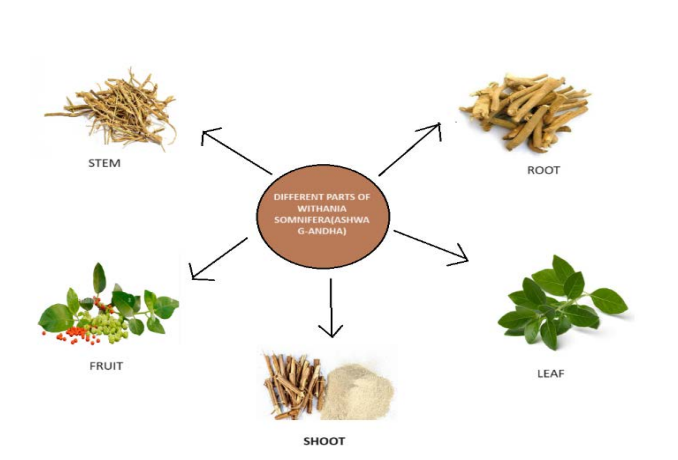 STEM
ROOT
DIFFERENT PARTS OF
WITHANIA
SOMNIFERA(ASHWA
G-ANDHA)
FRUIT
LEAF
SHOOT